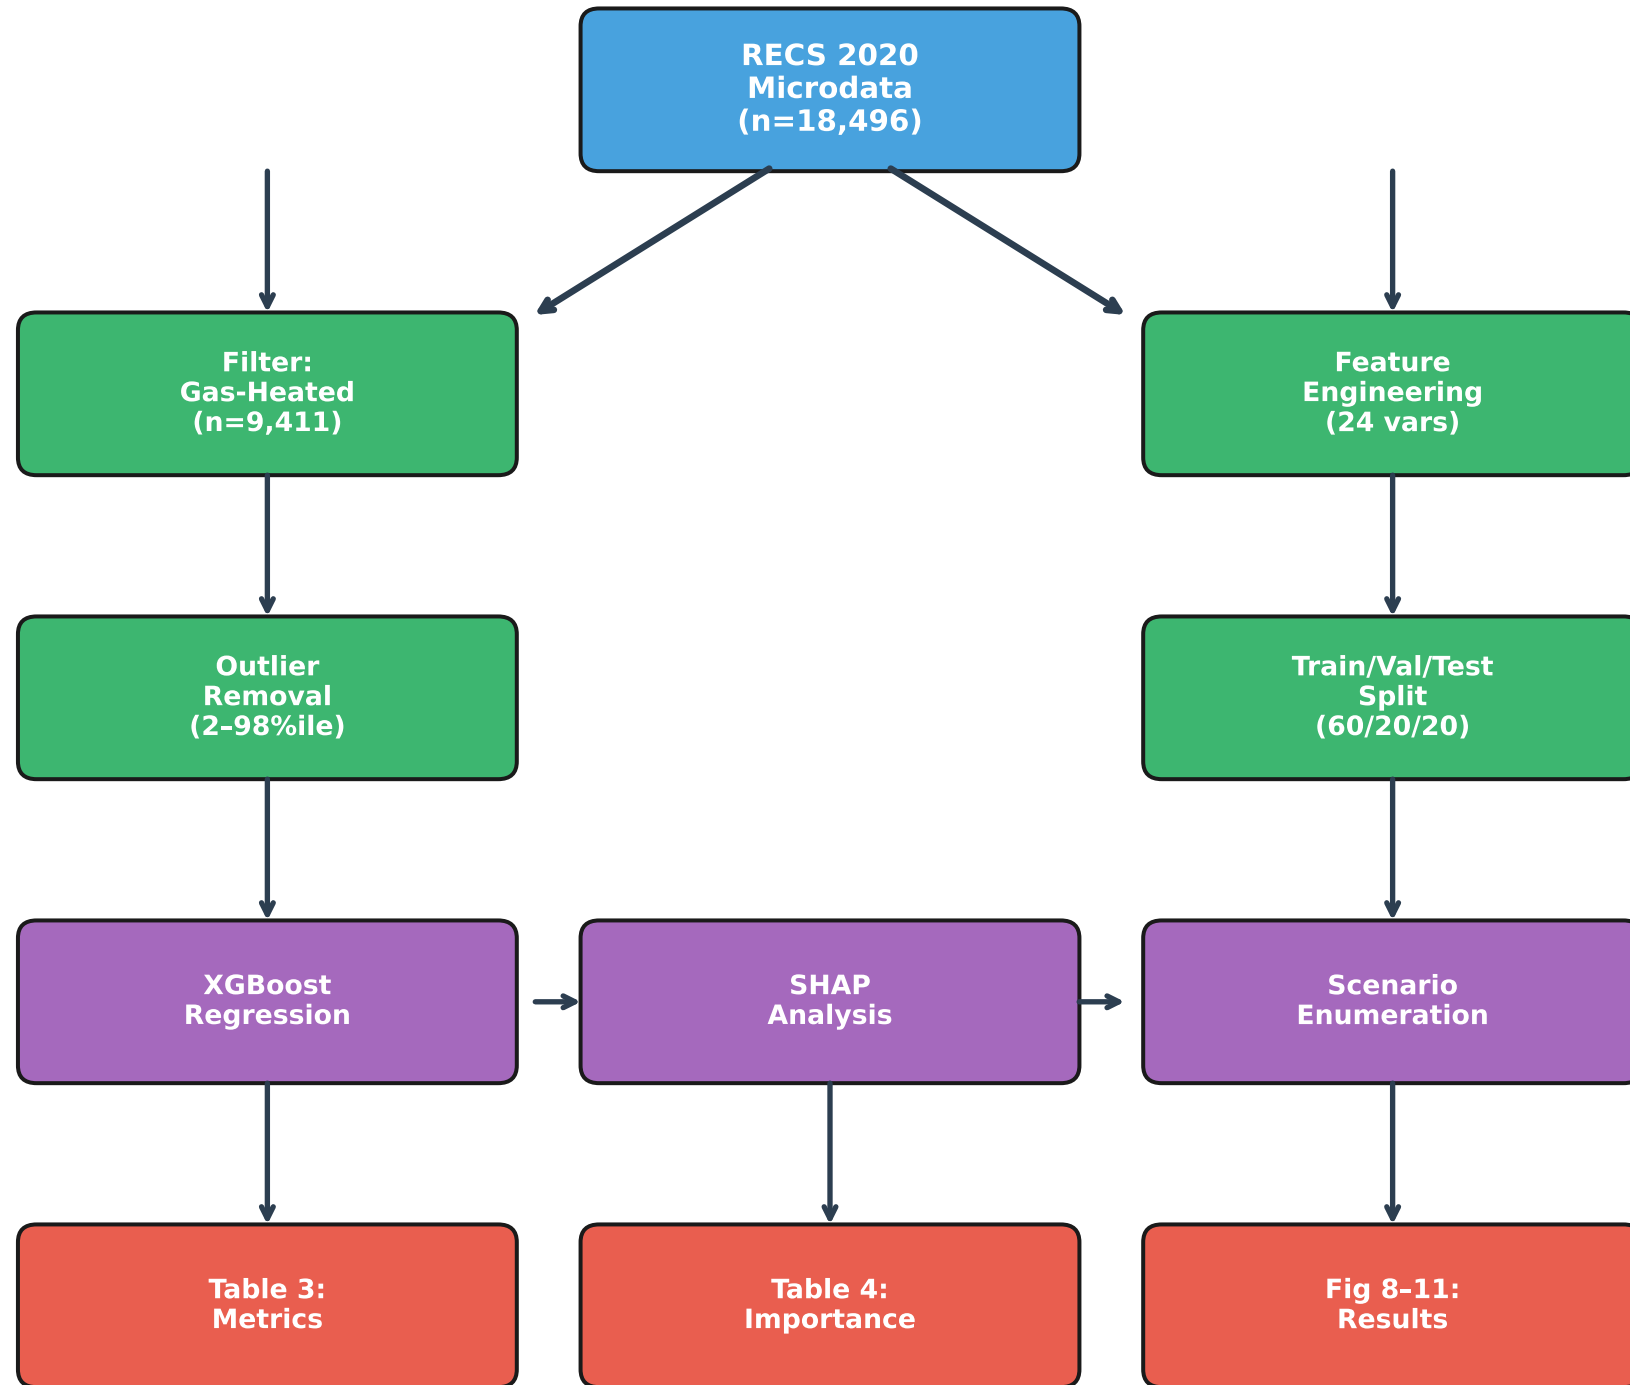 RECS 2020
Microdata
(n=18,496)
Filter:
Gas-Heated
(n=9,411)
Feature
Engineering
(24 vars)
Outlier
Removal
(2–98%ile)
Train/Val/Test
Split
(60/20/20)
XGBoost
Regression
SHAP
Analysis
Scenario
Enumeration
Table 3:
Metrics
Table 4:
Importance
Fig 8–11:
Results